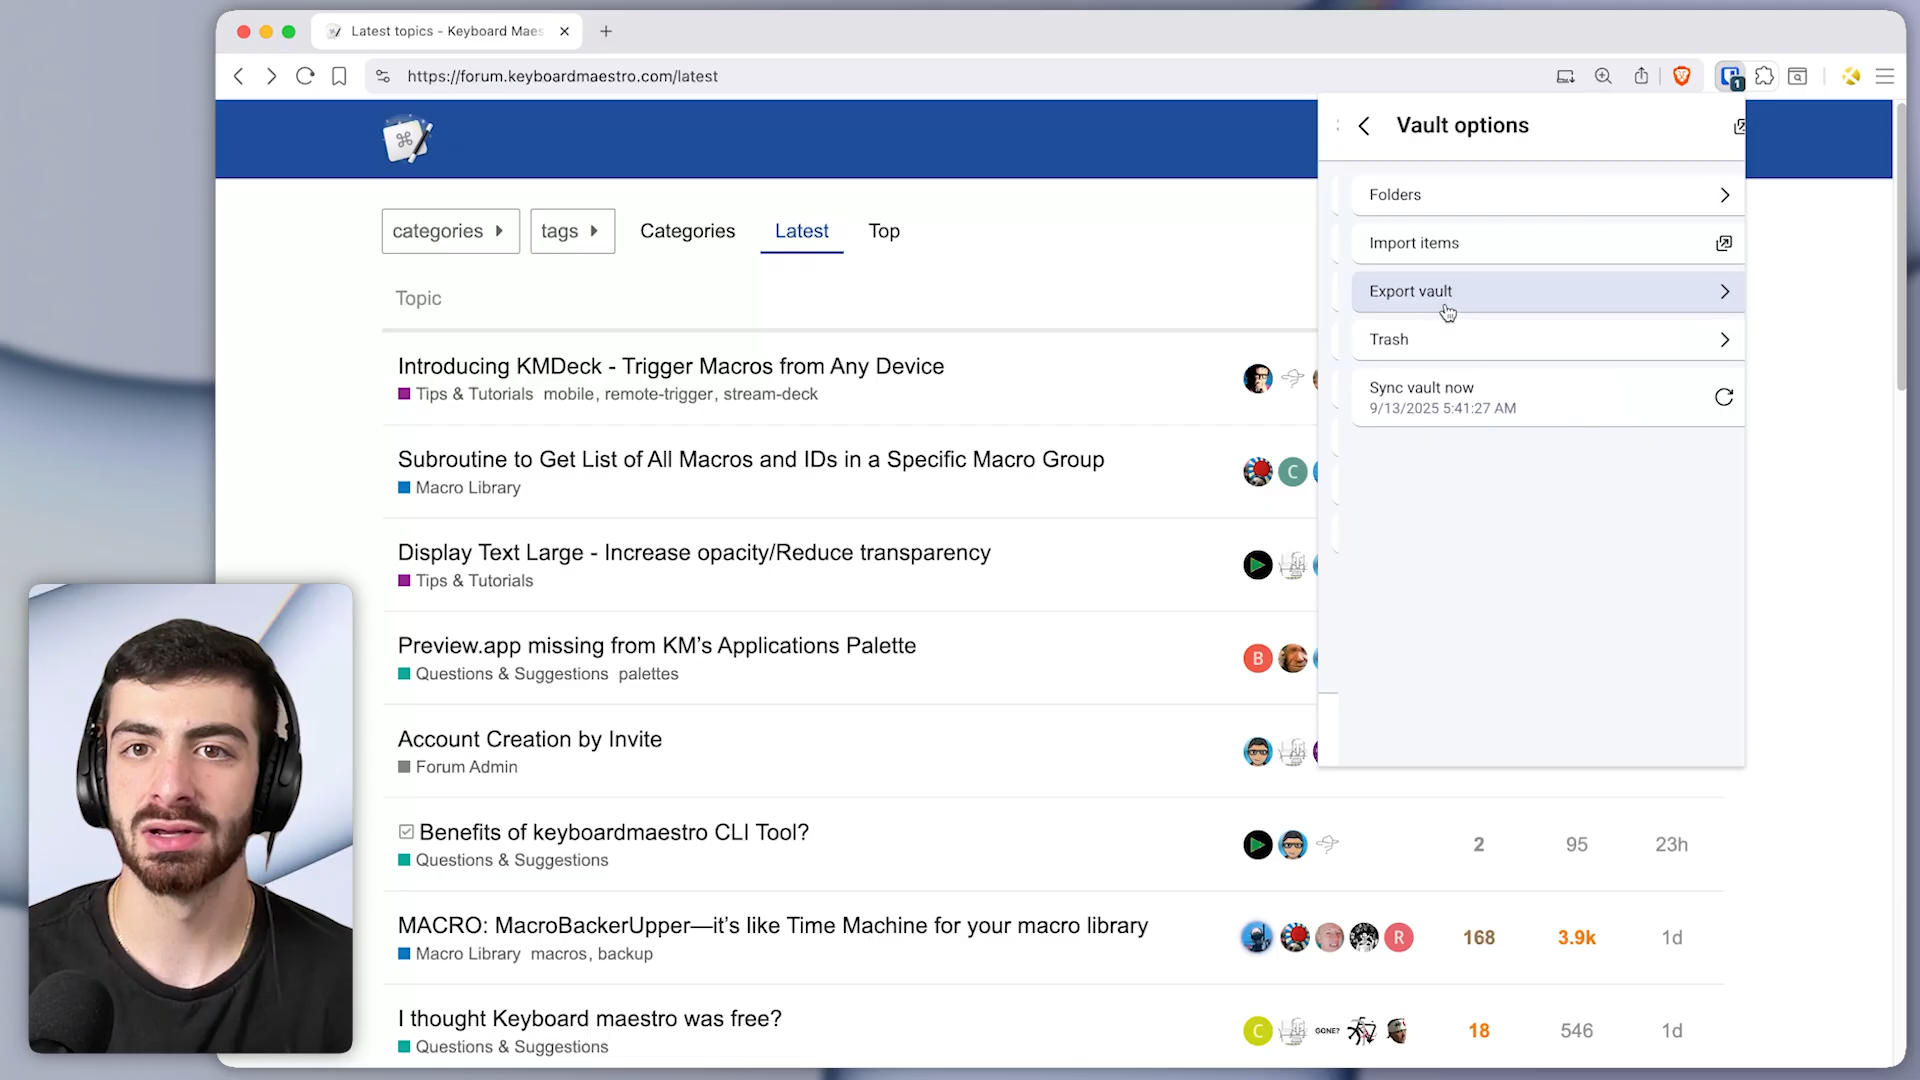 Latest topics - Keyboard Maes
https://forum.keyboardmaestro.com/latest
1
Vault options
Folders
Import items
Export vault
Trash
Sync vault now
9/13/2025 5:41:27 AM
categories
tags
Categories
Latest
Top
Topic
Introducing KMDeck - Trigger Macros from Any Device
Tips & Tutorials mobile, remote-trigger, stream-deck
Subroutine to Get List of All Macros and IDs in a Specific Macro Group
C
Macro Library
Display Text Large - Increase opacity/Reduce transparency
Tips & Tutorials
Preview.app missing from KM’s Applications Palette
B
Questions & Suggestions palettes
Account Creation by Invite
Forum Admin
Benefits of keyboardmaestro CLI Tool?
2 95 23h
Questions & Suggestions
MACRO: MacroBackerUpper—it’s like Time Machine for your macro library
R 168 3.9k 1d
Macro Library macros, backup
I thought Keyboard maestro was free?
C GONE? 18 546 1d
Questions & Suggestions